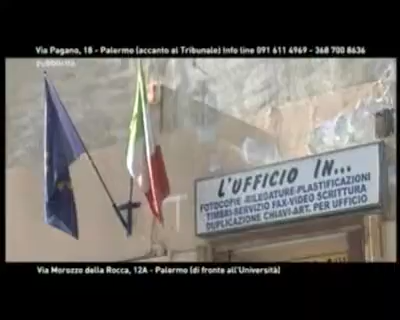 Via Pagano, 18 - Palermo (accanto al Tribunale) Info line 091 611 4969 - 368 700 8636
pubblicità
L'UFFICIO IN...
FOTOCOPIE-RILEGATURE-PLASTIFICAZIONI
TIMBRI-SERVIZIO FAX-VIDEO SCRITTURA
DUPLICAZIONE CHIAVI-ART. PER UFFICIO
Via Morozzo della Rocca, 12A - Palermo (di fronte all'Università)